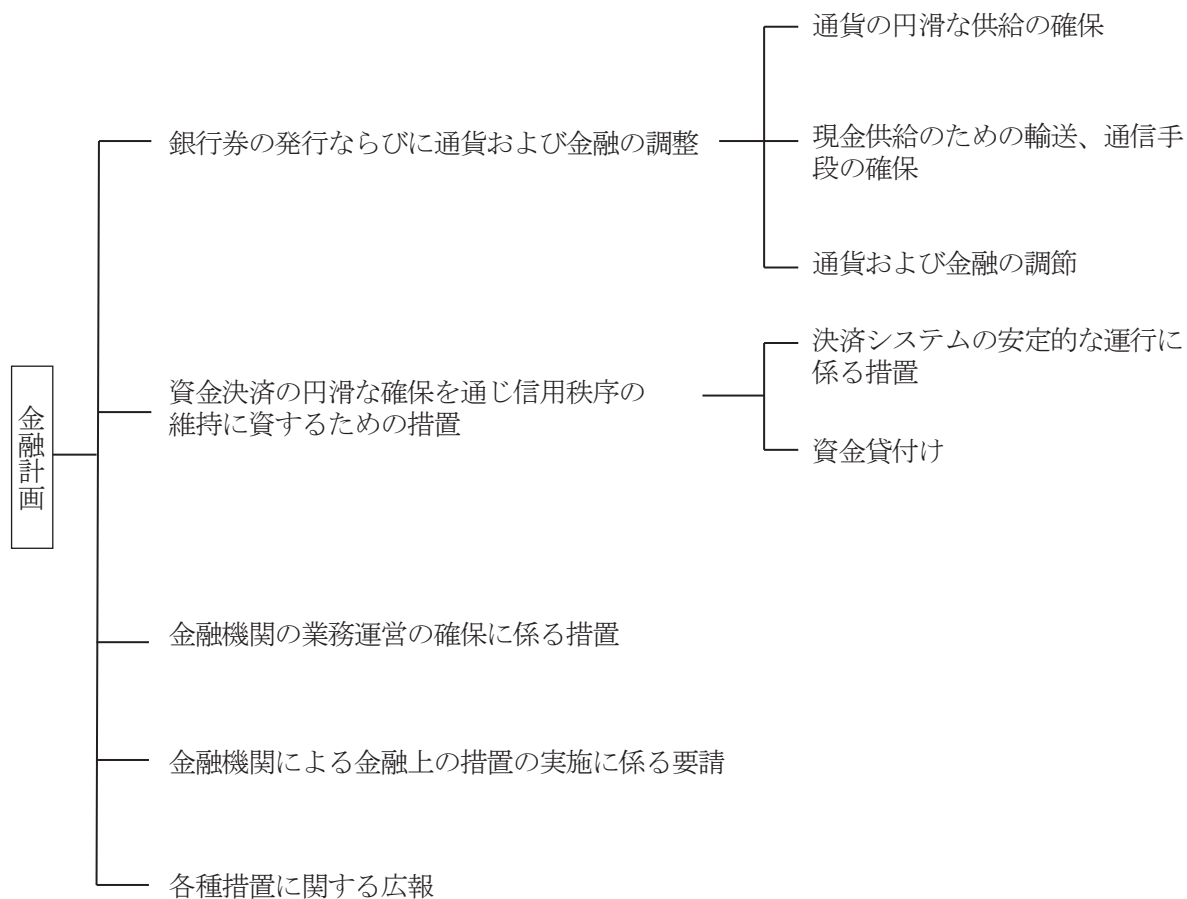 金融計画
銀行券の発行ならびに通貨および金融の調整
通貨の円滑な供給の確保
現金供給のための輸送、通信手
段の確保
通貨および金融の調節
資金決済の円滑な確保を通じ信用秩序の
維持に資するための措置
決済システムの安定的な運行に
係る措置
資金貸付け
金融機関の業務運営の確保に係る措置
金融機関による金融上の措置の実施に係る要請
各種措置に関する広報